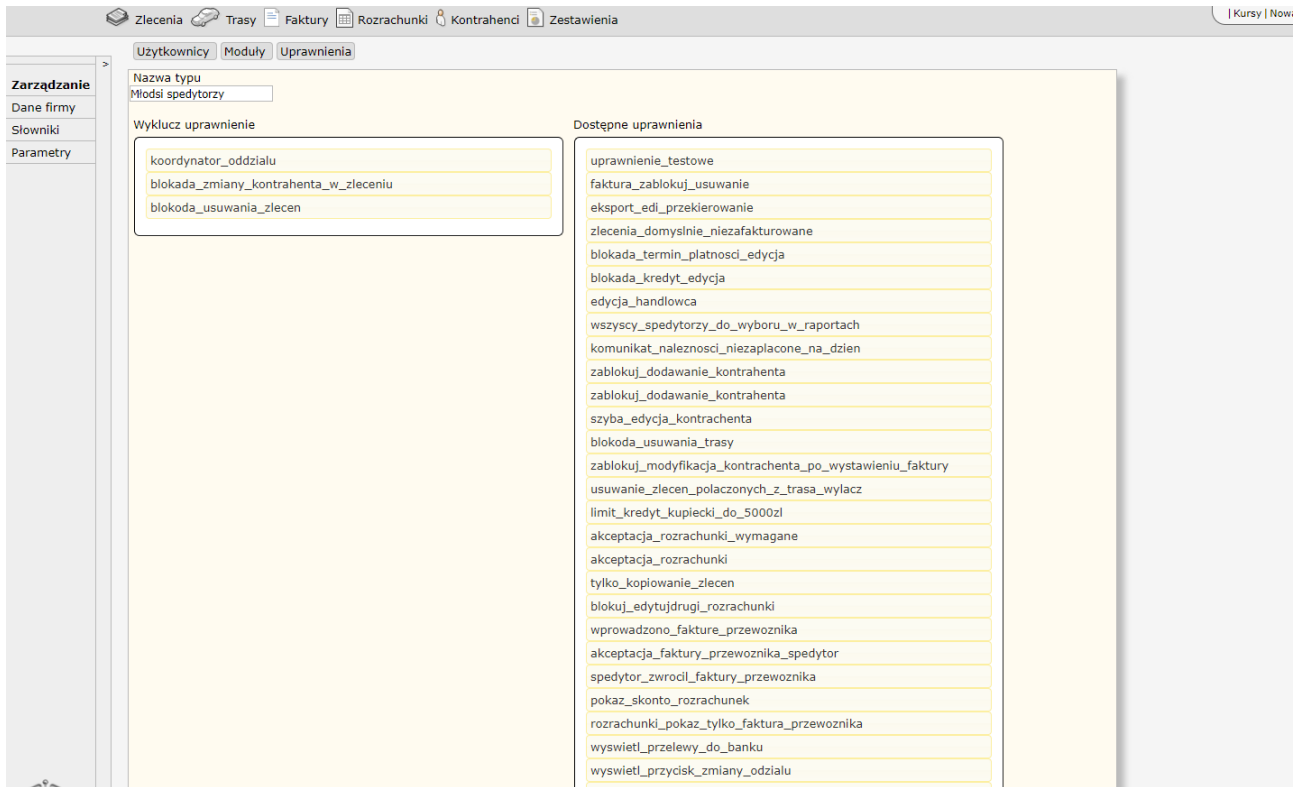 Zlecenia Trasy Faktury Rozrachunki Kontrahenci Zestawienia
| Kursy | Nowa
Użytkownicy Moduły Uprawnienia
>
Zarządzanie
Dane firmy
Słowniki
Parametry
Nazwa typu
Młodsi spedytorzy
Wyklucz uprawnienie
koordynator_oddzialu
blokada_zmiany_kontrahenta_w_zleceniu
blokoda_usuwania_zlecen
Dostępne uprawnienia
uprawnienie_testowe
faktura_zablokuj_usuwanie
eksport_edi_przekierowanie
zlecenia_domyslnie_niezafakturowane
blokada_termin_platnosci_edycja
blokada_kredyt_edycja
edycja_handlowca
wszyscy_spedytorzy_do_wyboru_w_raportach
komunikat_naleznosci_niezaplacone_na_dzien
zablokuj_dodawanie_kontrahenta
zablokuj_dodawanie_kontrahenta
szyba_edycja_kontrachenta
blokoda_usuwania_trasy
zablokuj_modyfikacja_kontrachenta_po_wystawieniu_faktury
usuwanie_zlecen_polaczonych_z_trasa_wylacz
limit_kredyt_kupiecki_do_5000zl
akceptacja_rozrachunki_wymagane
akceptacja_rozrachunki
tylko_kopiowanie_zlecen
blokuj_edytujdrugi_rozrachunki
wprowadzono_fakture_przewoznika
akceptacja_faktury_przewoznika_spedytor
spedytor_zwrocil_faktury_przewoznika
pokaz_skonto_rozrachunek
rozrachunki_pokaz_tylko_faktura_przewoznika
wyswietl_przelewy_do_banku
wyswietl_przycisk_zmiany_odzialu